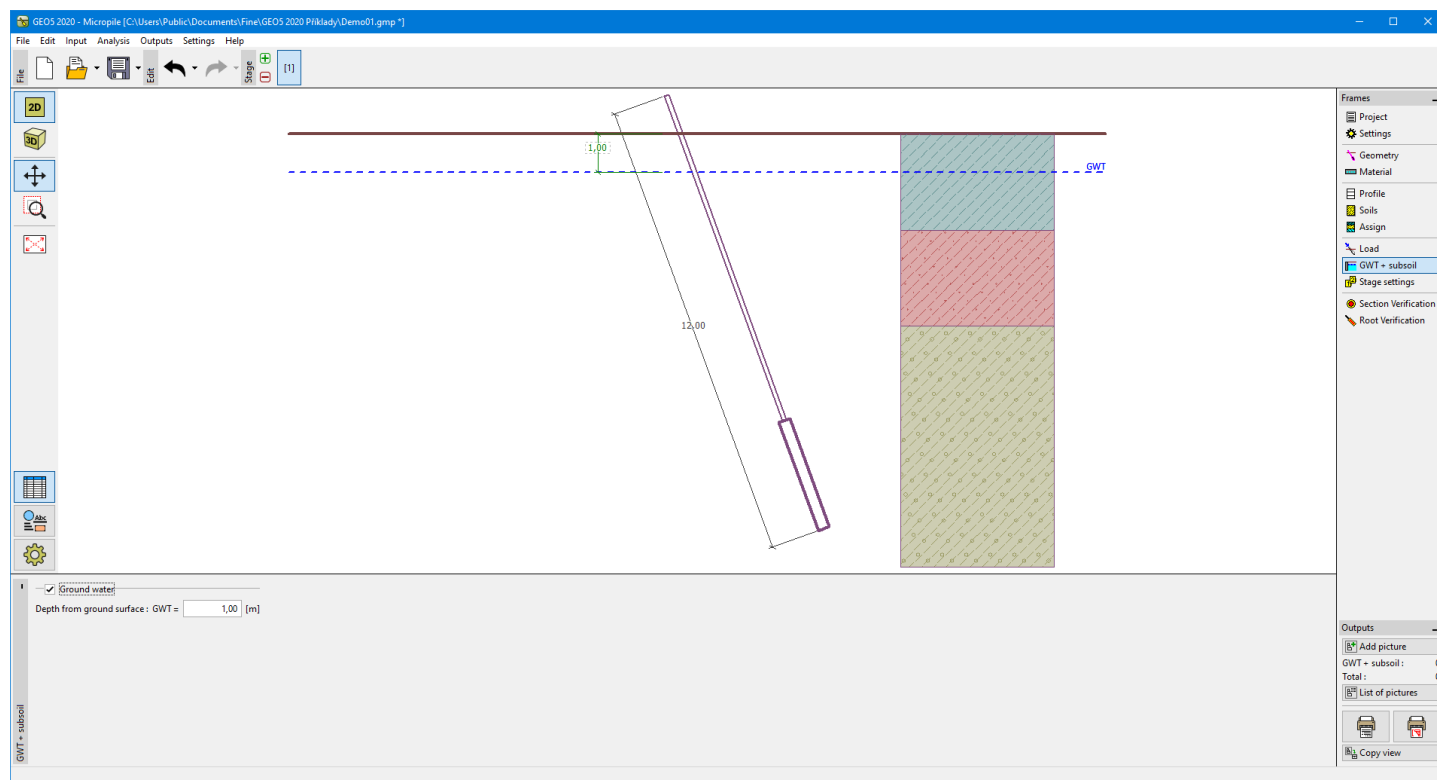 GEO5 2020 - Micropile [C:\Users\Public\Documents\Fine\GEO5 2020 Příklady\Demo01.gmp *]
File Edit Input Analysis Outputs Settings Help
File
Edit
Stage
[1]
2D
3D
Abc
1,00
GWT
12,00
Frames
Project
Settings
Geometry
Material
Profile
Soils
Assign
Load
GWT + subsoil
Stage settings
Section Verification
Root Verification
GWT + subsoil
Ground water
Depth from ground surface : GWT = 1,00 [m]
Outputs
Add picture
GWT + subsoil :
Total :
List of pictures
Copy view